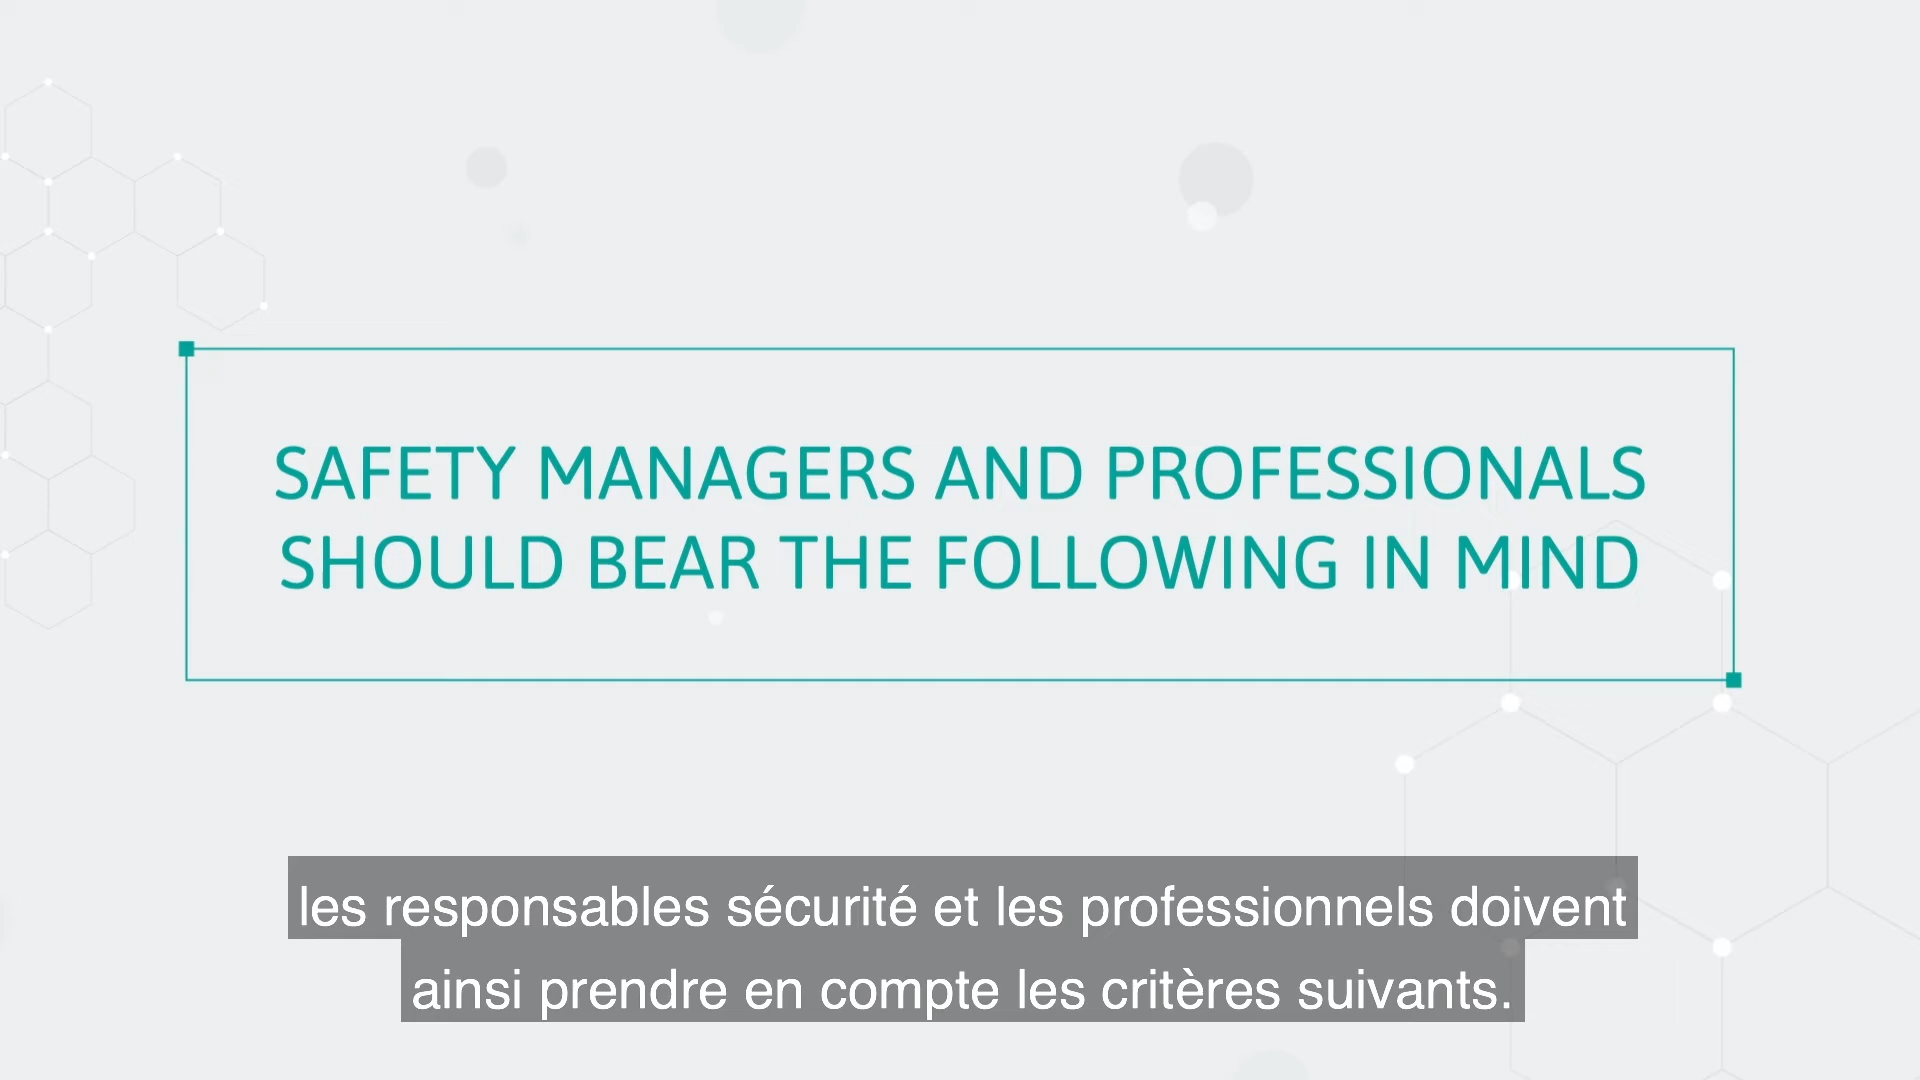 SAFETY MANAGERS AND PROFESSIONALS
SHOULD BEAR THE FOLLOWING IN MIND
les responsables sécurité et les professionnels doivent
ainsi prendre en compte les critères suivants.